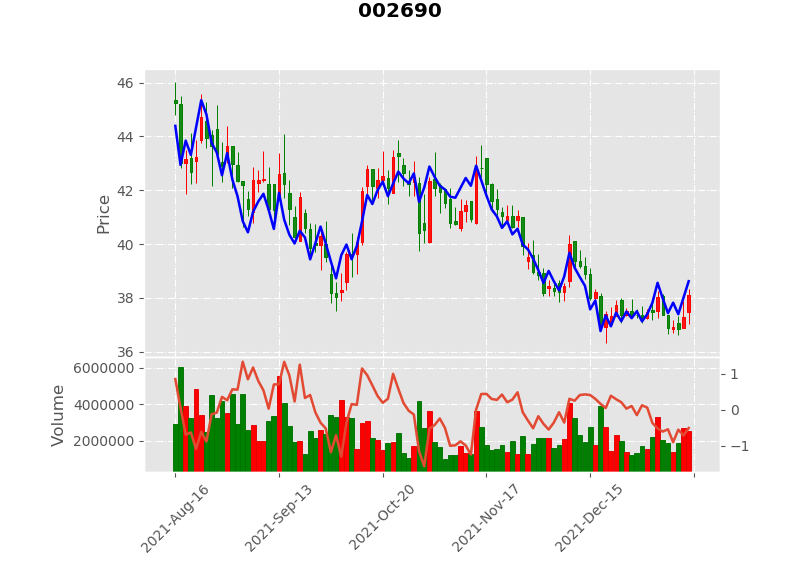 002690
46
44
42
40
38
36
Price
6000000
4000000
2000000
Volume
1
0
−1
2021-Aug-16
2021-Sep-13
2021-Oct-20
2021-Nov-17
2021-Dec-15